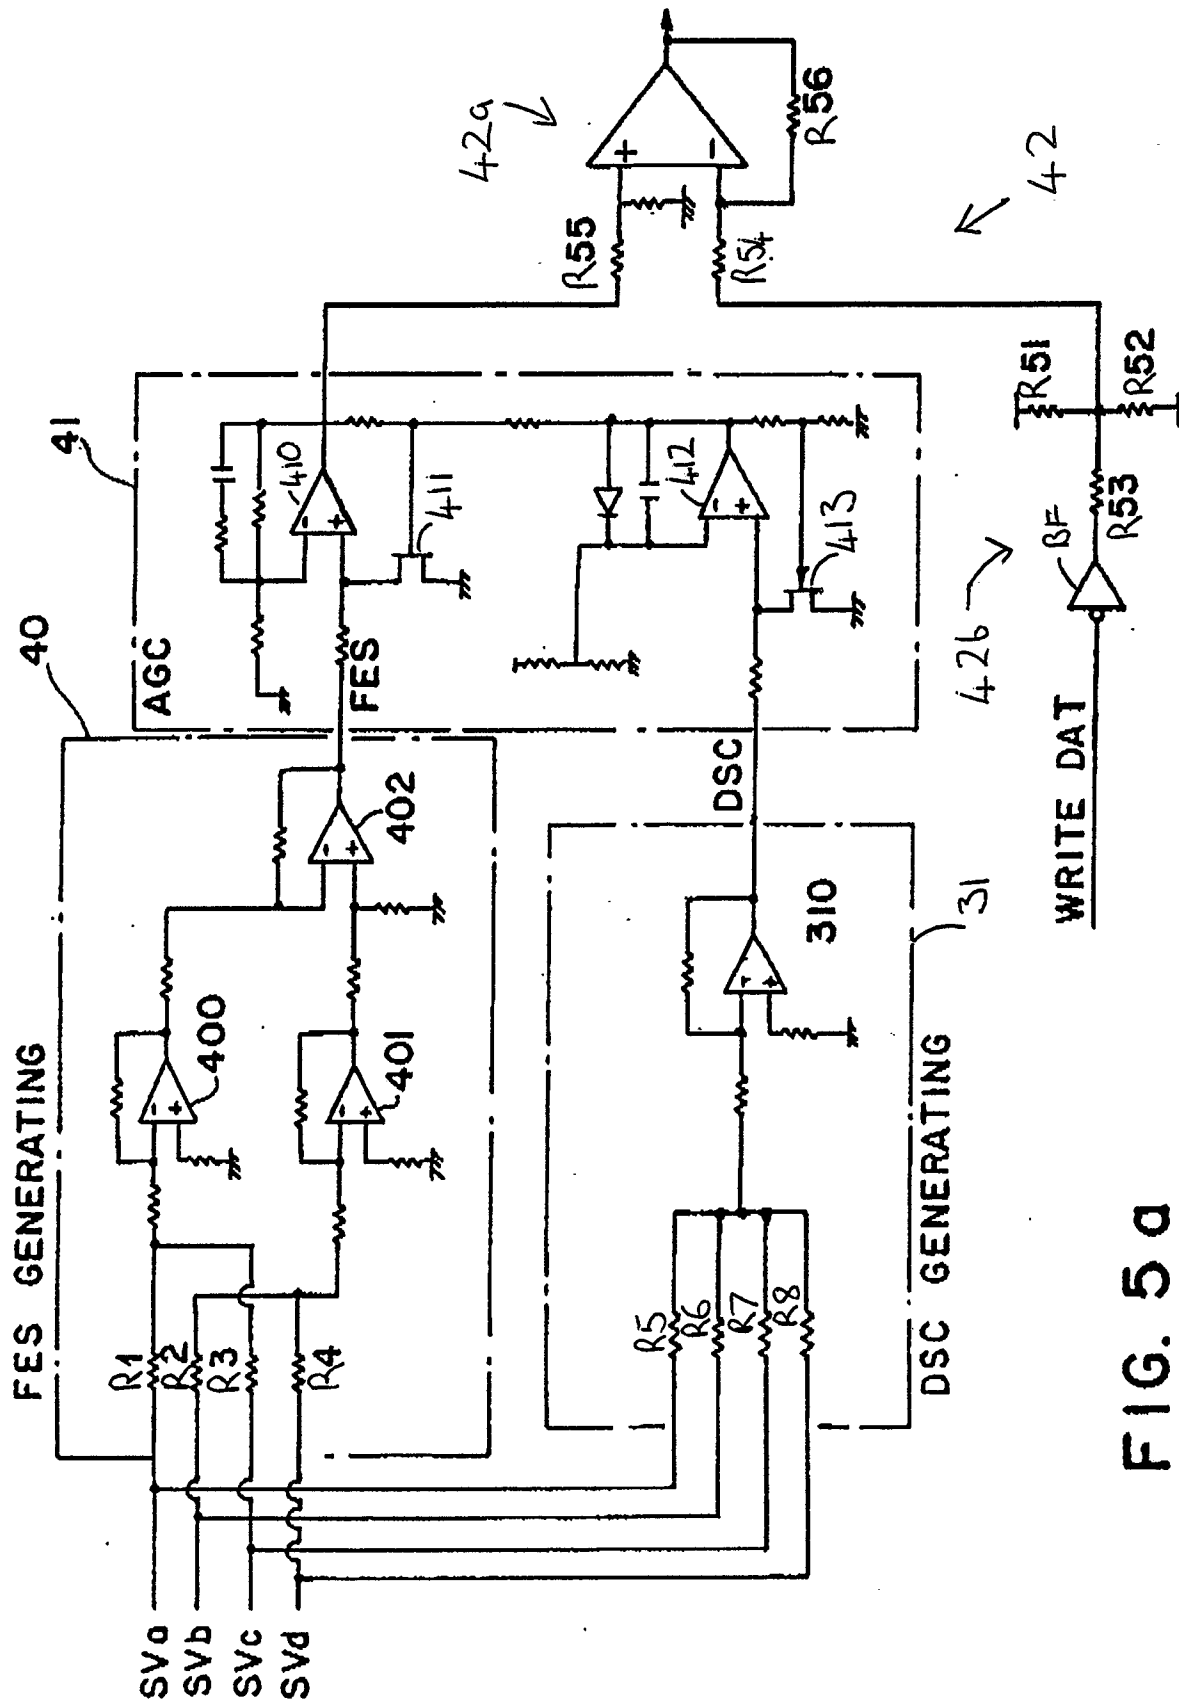 FES GENERATING
40
41
42a
SVa
SVb
SVc
SVd
R1
R2
R3
R4
400
401
402
AGC
FES
410
411
R55
R54
R56
R5
R6
R7
R8
310
31
DSC GENERATING
DSC
412
413
42b
42
WRITE DAT
BF
R53
R51
R52
+
-
FIG. 5a